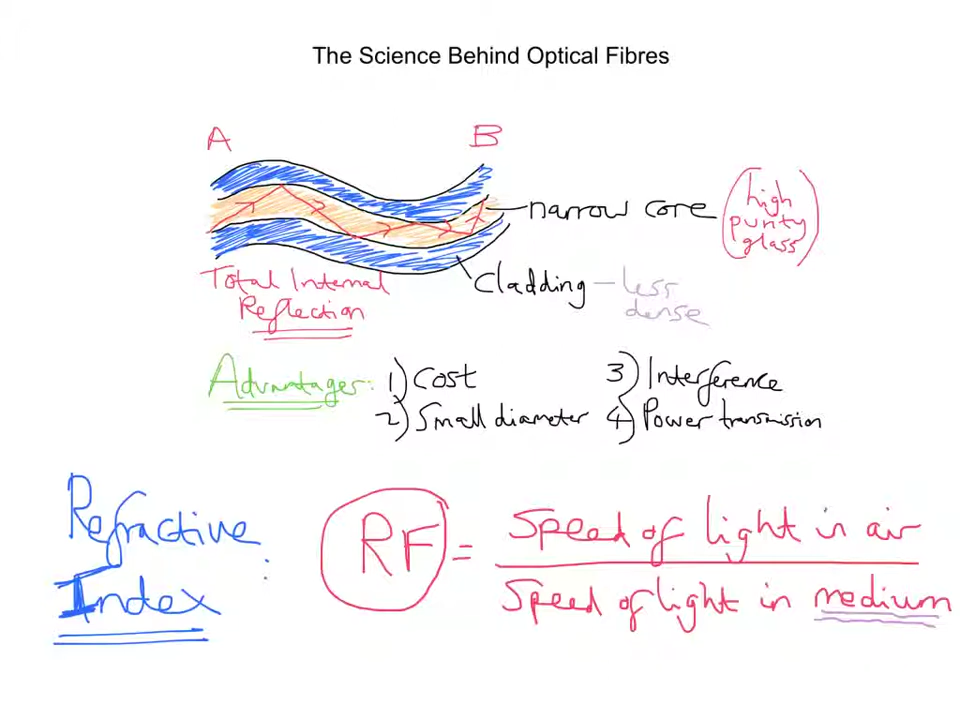 The Science Behind Optical Fibres
A B
narrow core
(high
purity
glass)
Total Internal
Reflection
Cladding - less
dense
Advantages: 1) Cost
2) Small diameter
3) Interference
4) Power transmission
Refractive
Index :
RF = Speed of light in air
Speed of light in medium